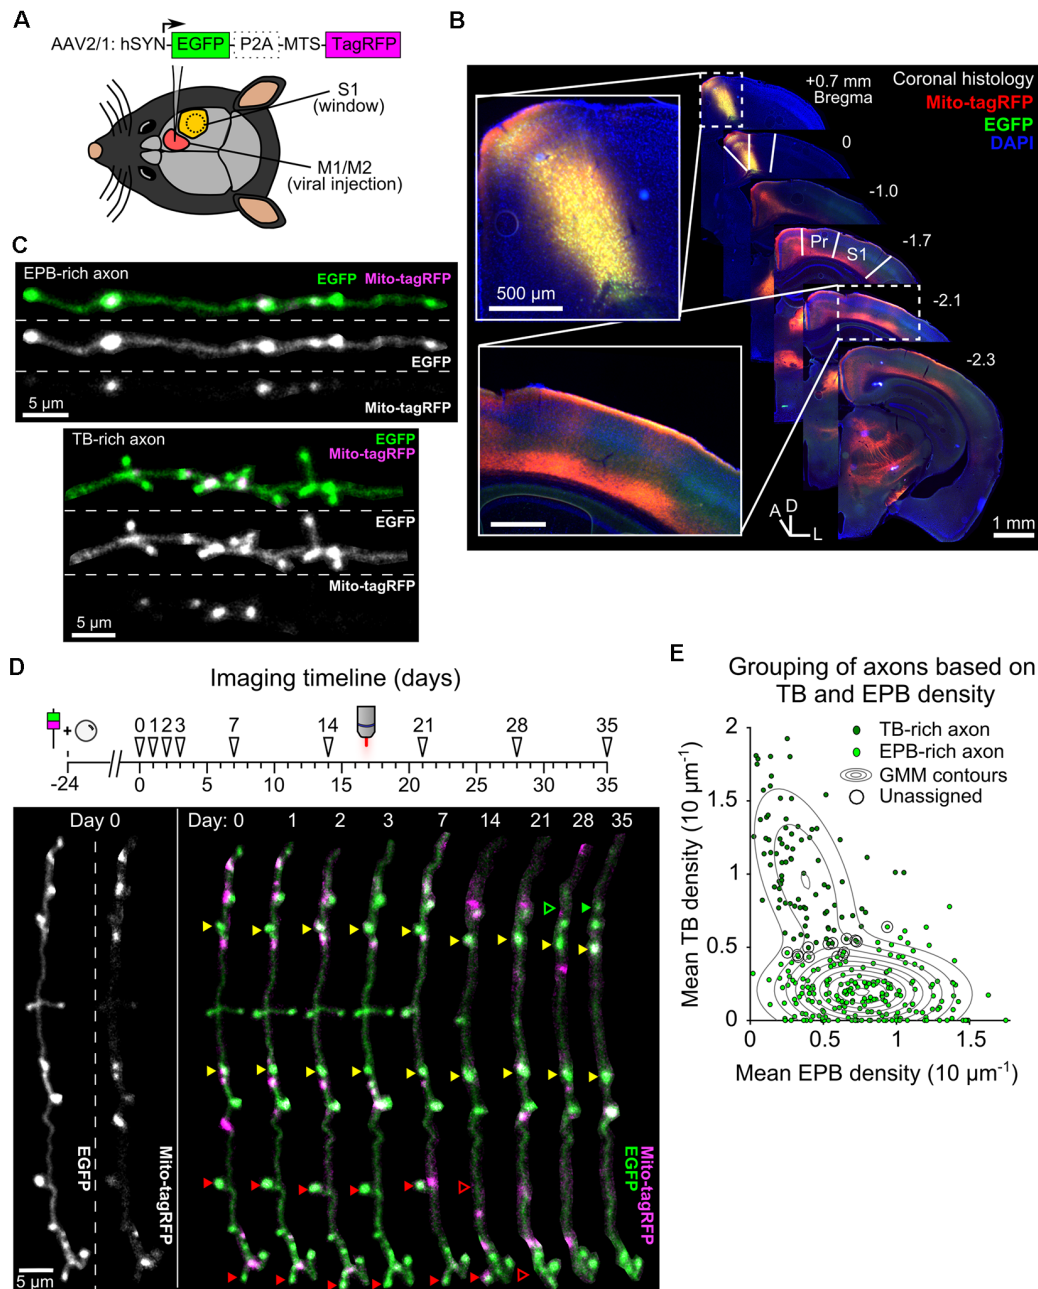 A
AAV2/1: hSYN EGFP P2A MTS TagRFP
S1
(window)
M1/M2
(viral injection)
B
+0.7 mm
Bregma
Coronal histology
Mito-tagRFP
EGFP
DAPI
0
-1.0
-1.7
Pr
S1
-2.1
-2.3
500 µm
A D L
1 mm
C
EPB-rich axon
EGFP Mito-tagRFP
EGFP
Mito-tagRFP
5 µm
TB-rich axon
EGFP
Mito-tagRFP
EGFP
Mito-tagRFP
5 µm
D
Imaging timeline (days)
+
0 1 2 3 7 14 21 28 35
-24 0 5 10 15 20 25 30 35
Day 0
Day: 0 1 2 3 7 14 21 28 35
EGFP
Mito-tagRFP
Mito-tagRFP
EGFP
5 µm
E
Grouping of axons based on
TB and EPB density
TB-rich axon
EPB-rich axon
GMM contours
Unassigned
Mean TB density (10 µm⁻¹)
2
1.5
1
0.5
0
0 0.5 1 1.5
Mean EPB density (10 µm⁻¹)